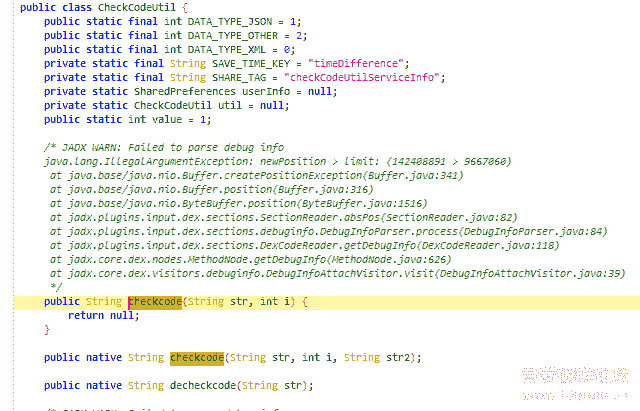 public class CheckCodeUtil {
public static final int DATA_TYPE_JSON = 1;
public static final int DATA_TYPE_OTHER = 2;
public static final int DATA_TYPE_XML = 0;
private static final String SAVE_TIME_KEY = "timeDifference";
private static final String SHARE_TAG = "checkCodeUtilServiceInfo";
private static SharedPreferences userInfo = null;
private static CheckCodeUtil util = null;
public static int value = 1;
/* JADX WARN: Failed to parse debug info
java.lang.IllegalArgumentException: newPosition > limit: (142408891 > 9667060)
at java.base/java.nio.Buffer.createPositionException(Buffer.java:341)
at java.base/java.nio.Buffer.position(Buffer.java:316)
at java.base/java.nio.ByteBuffer.position(ByteBuffer.java:1516)
at jadx.plugins.input.dex.sections.SectionReader.absPos(SectionReader.java:82)
at jadx.plugins.input.dex.sections.debuginfo.DebugInfoParser.process(DebugInfoParser.java:84)
at jadx.plugins.input.dex.sections.DexCodeReader.getDebugInfo(DexCodeReader.java:118)
at jadx.core.dex.nodes.MethodNode.getDebugInfo(MethodNode.java:626)
at jadx.core.dex.visitors.debuginfo.DebugInfoAttachVisitor.visit(DebugInfoAttachVisitor.java:39)
*/
public String checkcode(String str, int i) {
return null;
}
public native String checkcode(String str, int i, String str2);
public native String decheckcode(String str);